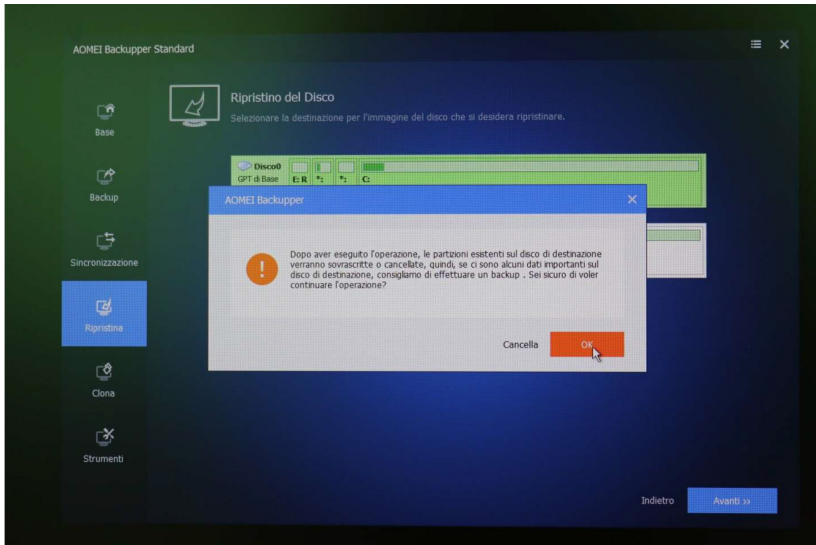 AOMEI Backupper Standard
Base
Backup
Sincronizzazione
Ripristina
Clona
Strumenti
Ripristino del Disco
Selezionare la destinazione per l'immagine del disco che si desidera ripristinare.
Disco0
GPT di Base
E: R
*:
*:
C:
AOMEI Backupper
Dopo aver eseguito l'operazione, le partizioni esistenti sul disco di destinazione
verranno sovrascritte o cancellate, quindi, se ci sono alcuni dati importanti sul
disco di destinazione, consigliamo di effettuare un backup . Sei sicuro di voler
continuare l'operazione?
Cancella
OK
Indietro
Avanti >>